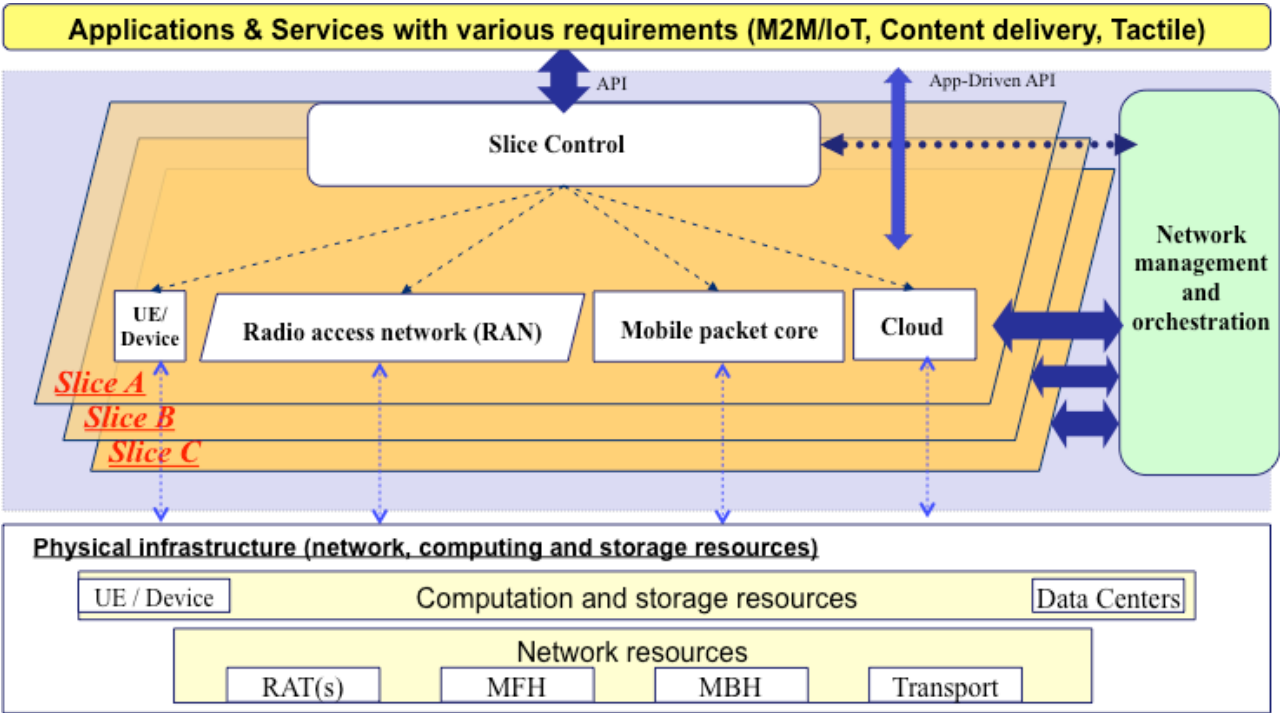 Applications & Services with various requirements (M2M/IoT, Content delivery, Tactile)
API
App-Driven API
Slice Control
Network
management
and
orchestration
UE/
Device
Radio access network (RAN)
Mobile packet core
Cloud
Slice A
Slice B
Slice C
Physical infrastructure (network, computing and storage resources)
UE / Device
Computation and storage resources
Data Centers
Network resources
RAT(s)
MFH
MBH
Transport